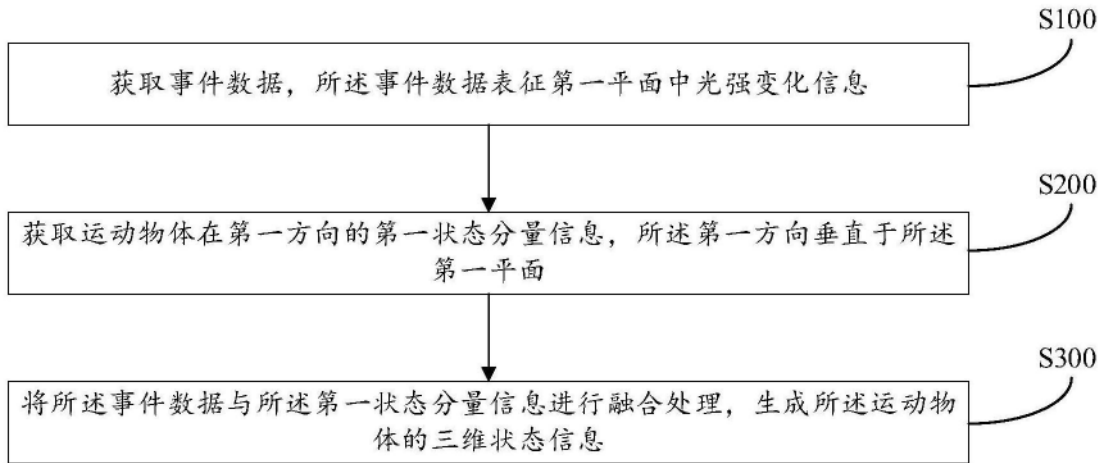 S100
获取事件数据，所述事件数据表征第一平面中光强变化信息
S200
获取运动物体在第一方向的第一状态分量信息，所述第一方向垂直于所述
第一平面
S300
将所述事件数据与所述第一状态分量信息进行融合处理，生成所述运动物
体的三维状态信息